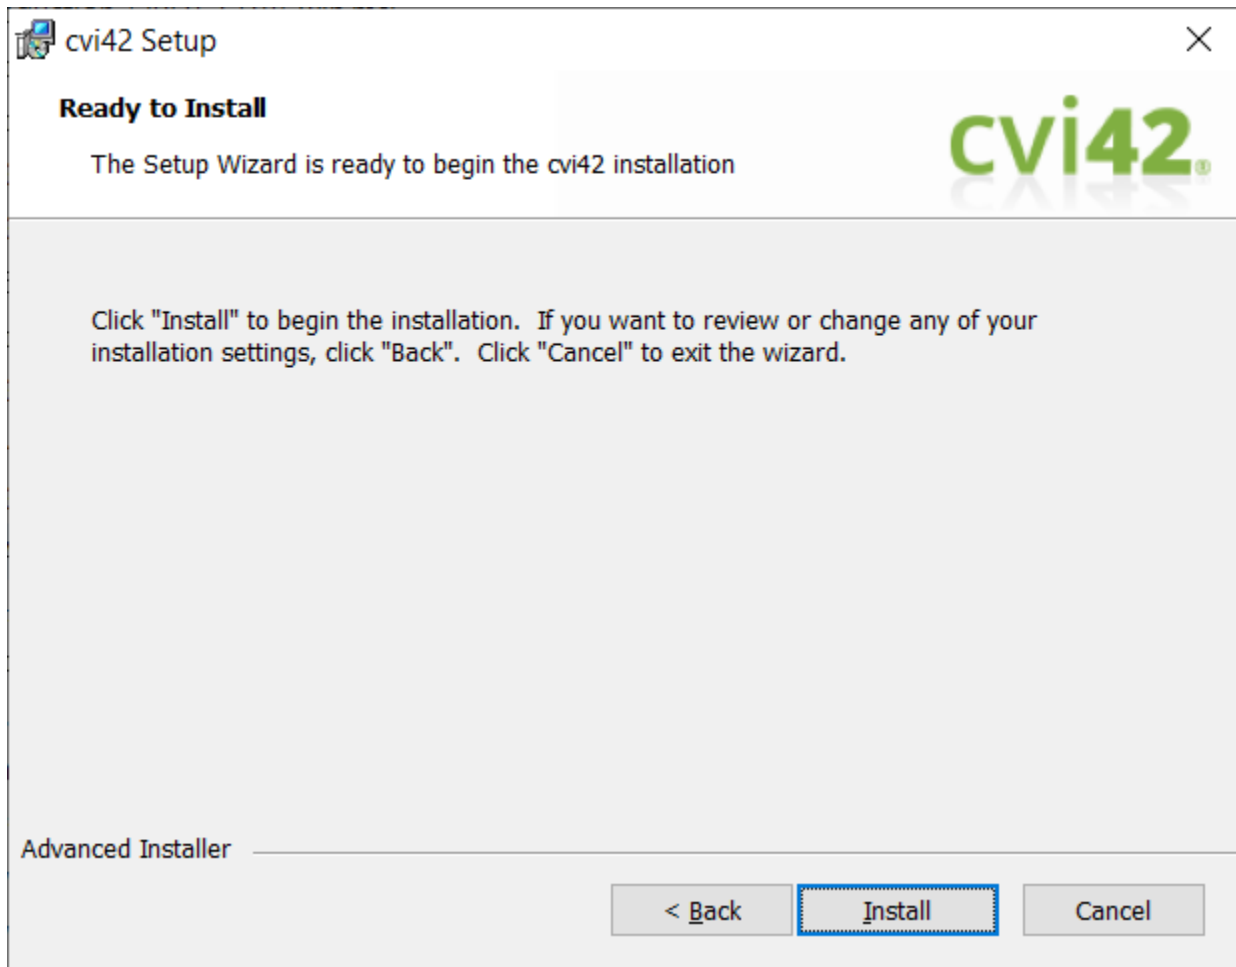 cvi42 Setup
Ready to Install
The Setup Wizard is ready to begin the cvi42 installation
cvi42®
Click "Install" to begin the installation.  If you want to review or change any of your
installation settings, click "Back".  Click "Cancel" to exit the wizard.
Advanced Installer
< Back
Install
Cancel